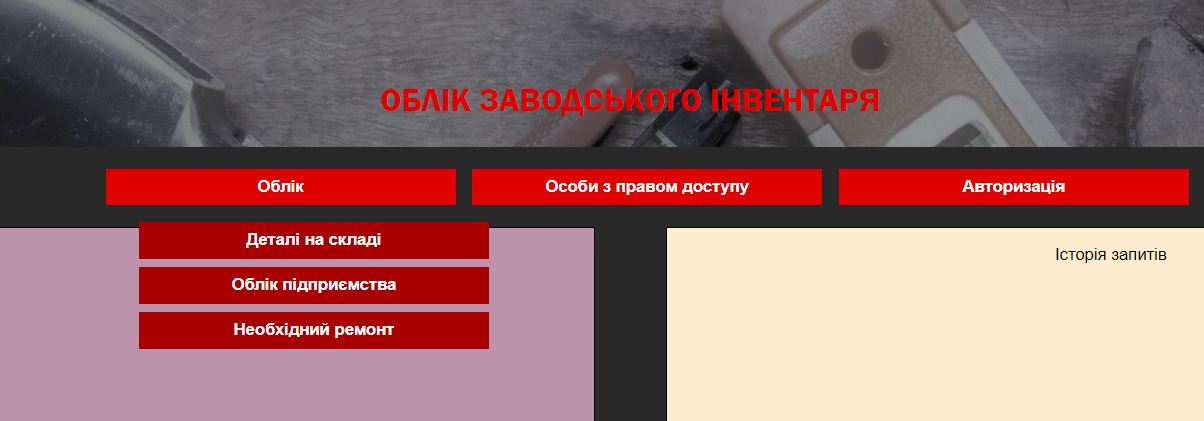 ОБЛІК ЗАВОДСЬКОГО ІНВЕНТАРЯ
Облік
Особи з правом доступу
Авторизація
Деталі на складі
Облік підприємства
Необхідний ремонт
Історія запитів